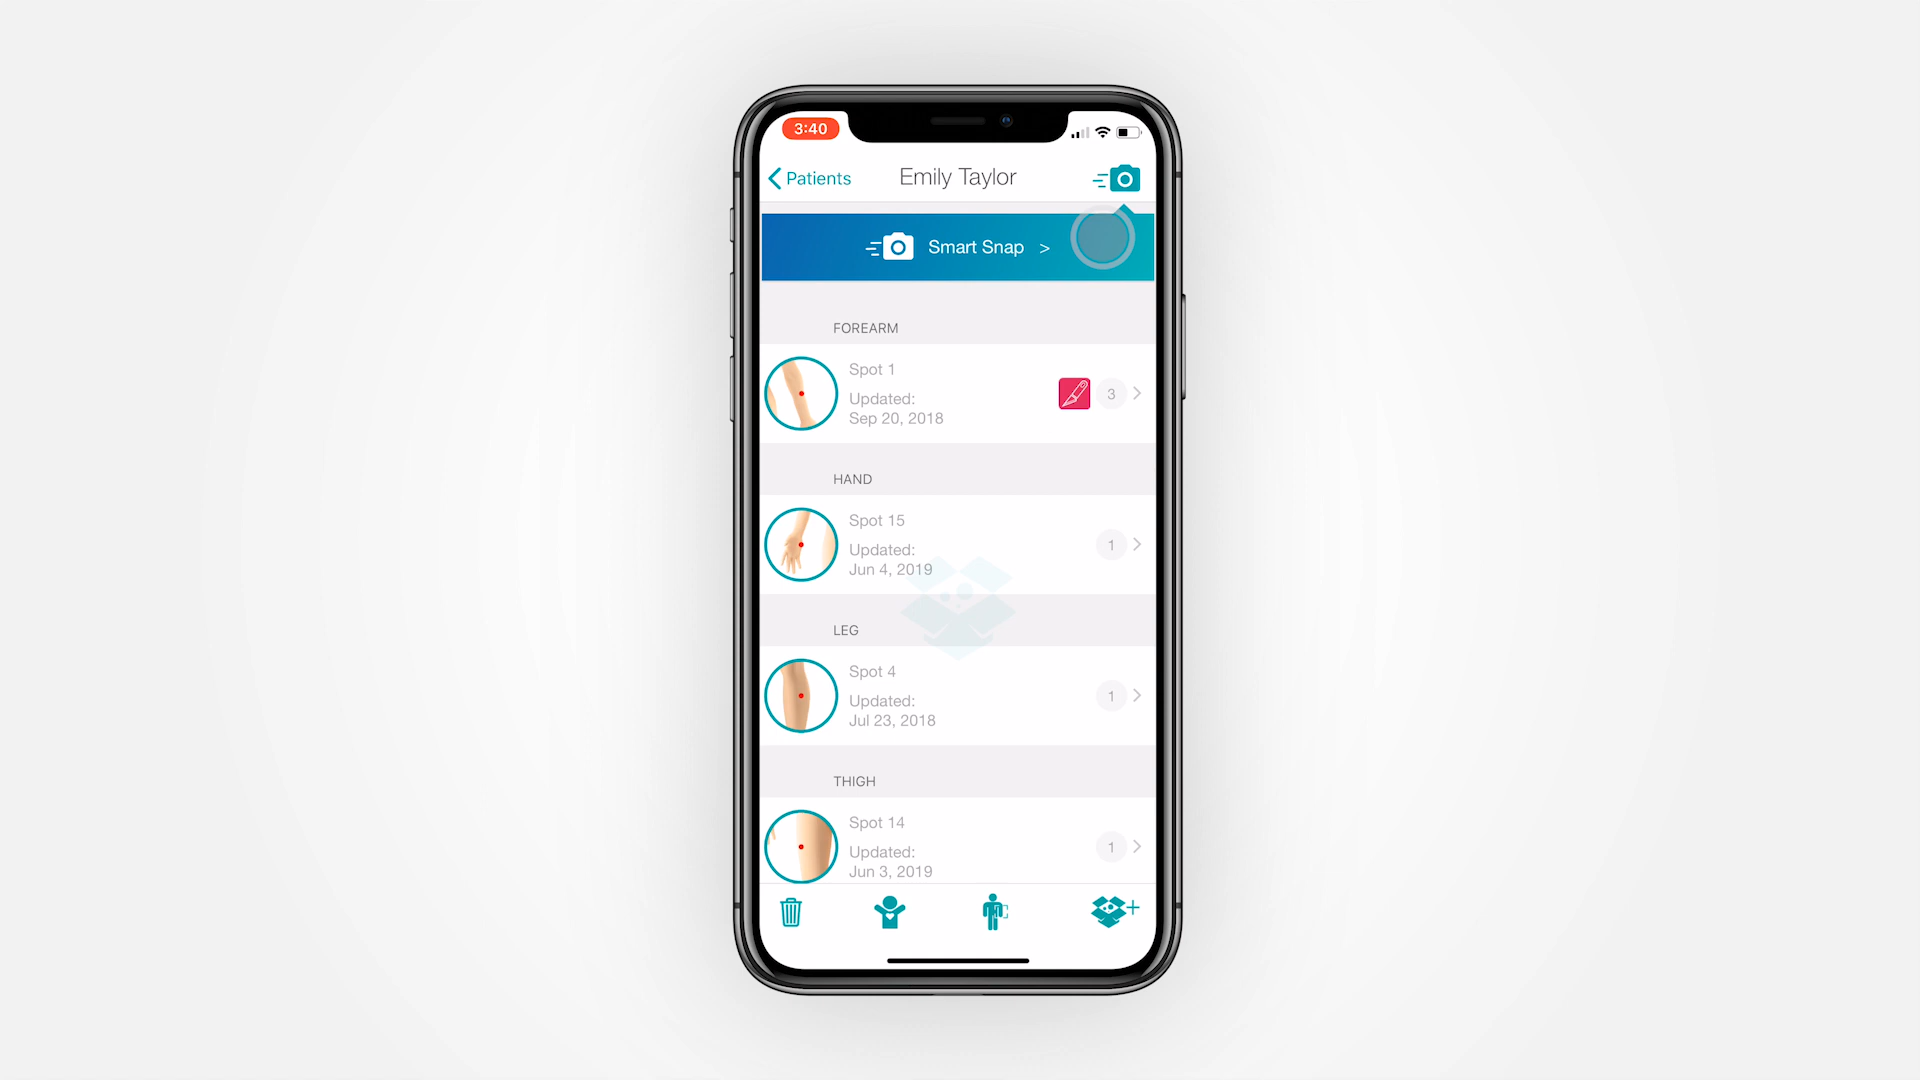 3:40
Patients
Emily Taylor
Smart Snap >
FOREARM
Spot 1
Updated:
Sep 20, 2018
3
HAND
Spot 15
Updated:
Jun 4, 2019
1
LEG
Spot 4
Updated:
Jul 23, 2018
1
THIGH
Spot 14
Updated:
Jun 3, 2019
1